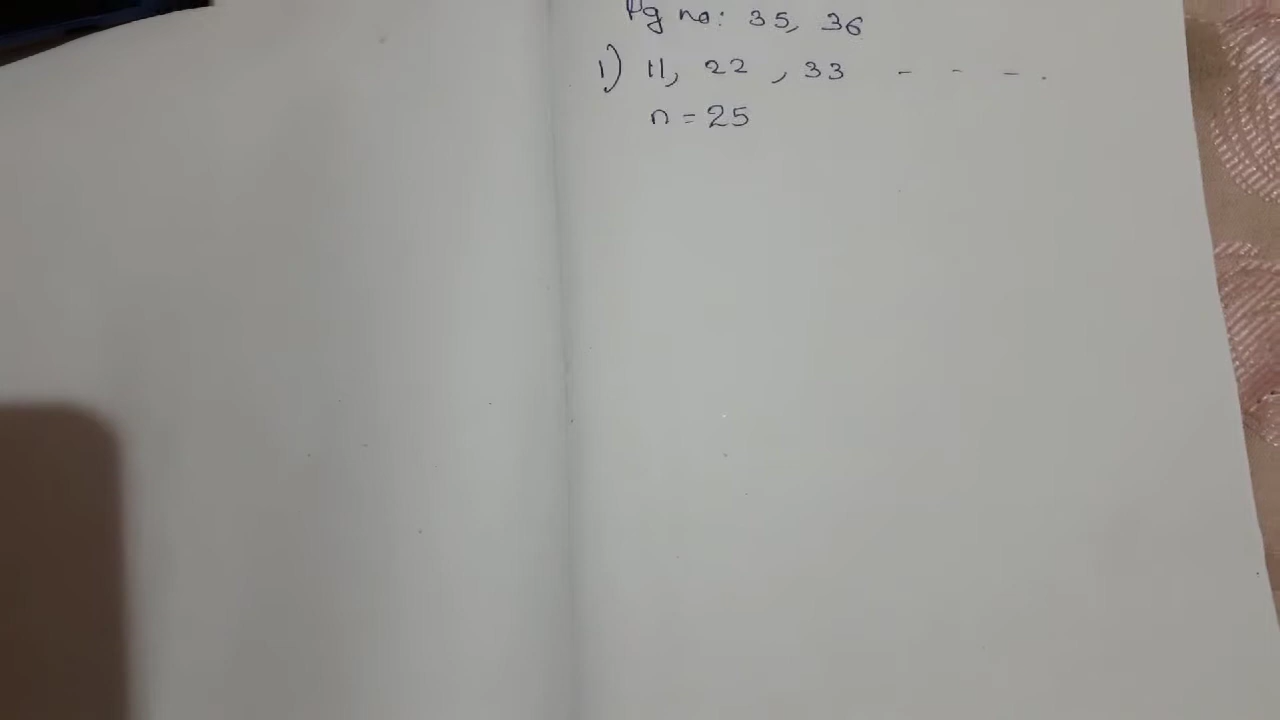 Pg no: 35, 36
1) 11, 22, 33 - - - .
n = 25